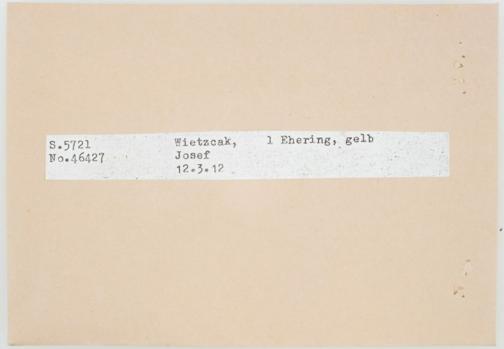 S.5721 Wietzcak, 1 Ehering, gelb
No.46427 Josef
12.3.12